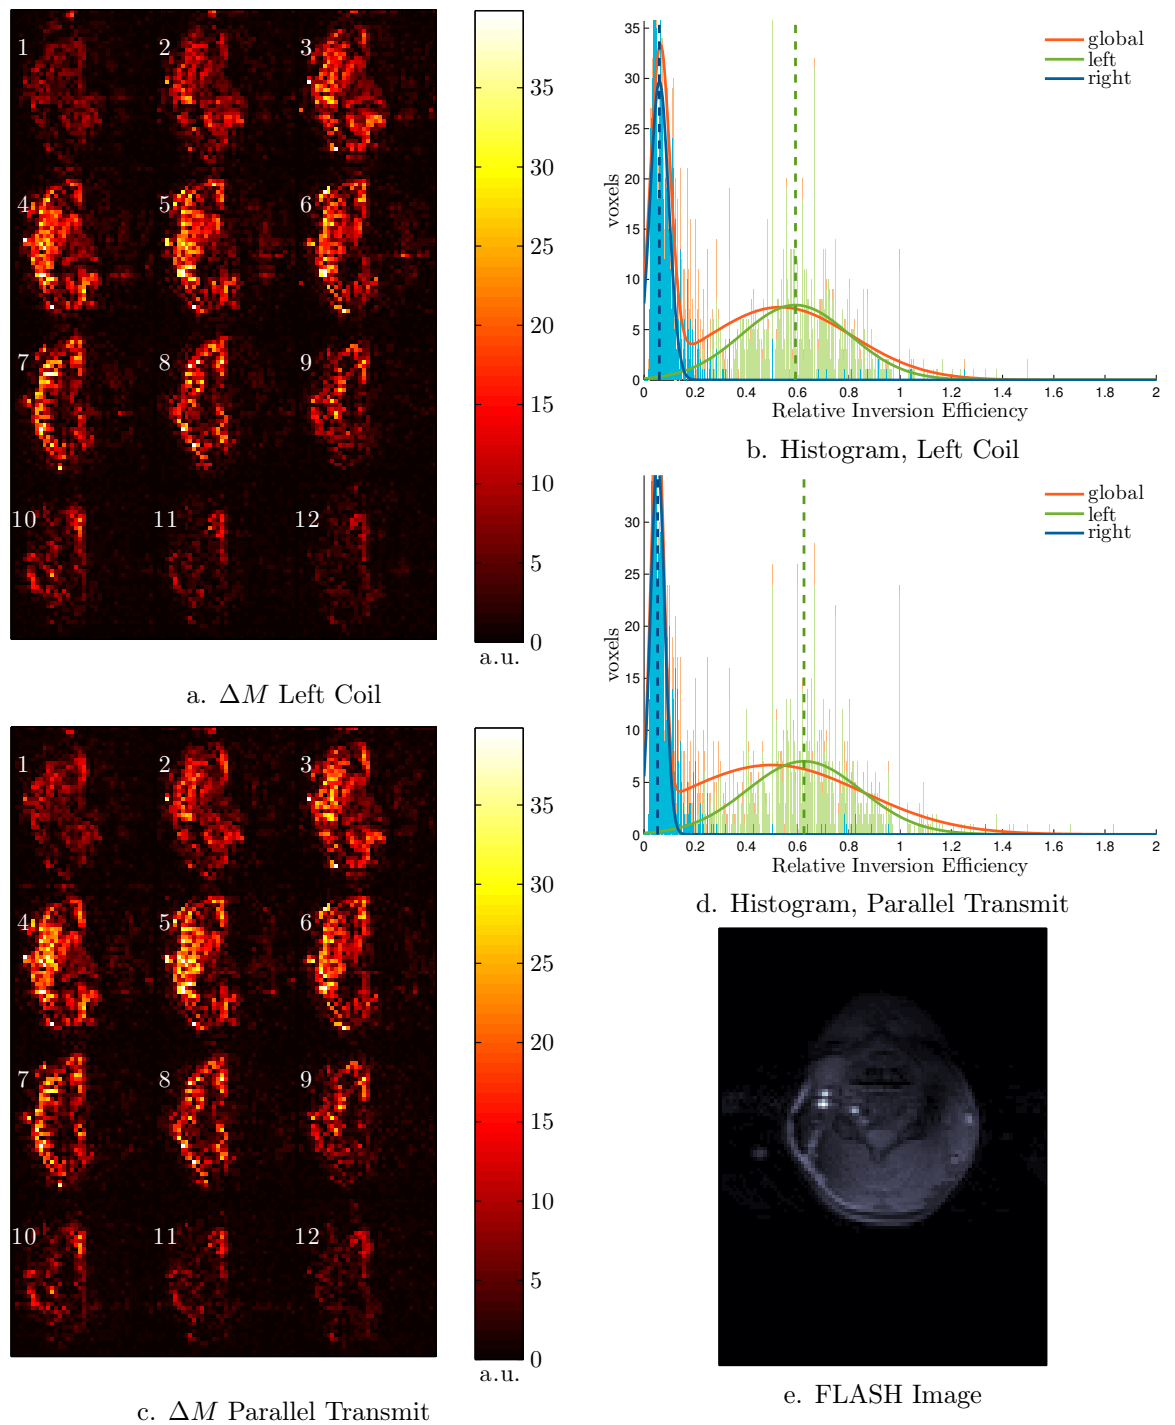 1 2 3
4 5 6
7 8 9
10 11 12
35
30
25
20
15
10
5
0
a.u.
a. ΔM Left Coil
voxels
35
30
25
20
15
10
5
0
0 0.2 0.4 0.6 0.8 1 1.2 1.4 1.6 1.8 2
Relative Inversion Efficiency
global
left
right
b. Histogram, Left Coil
voxels
30
25
20
15
10
5
0
0 0.2 0.4 0.6 0.8 1 1.2 1.4 1.6 1.8 2
Relative Inversion Efficiency
global
left
right
d. Histogram, Parallel Transmit
1 2 3
4 5 6
7 8 9
10 11 12
35
30
25
20
15
10
5
0
a.u.
c. ΔM Parallel Transmit
e. FLASH Image